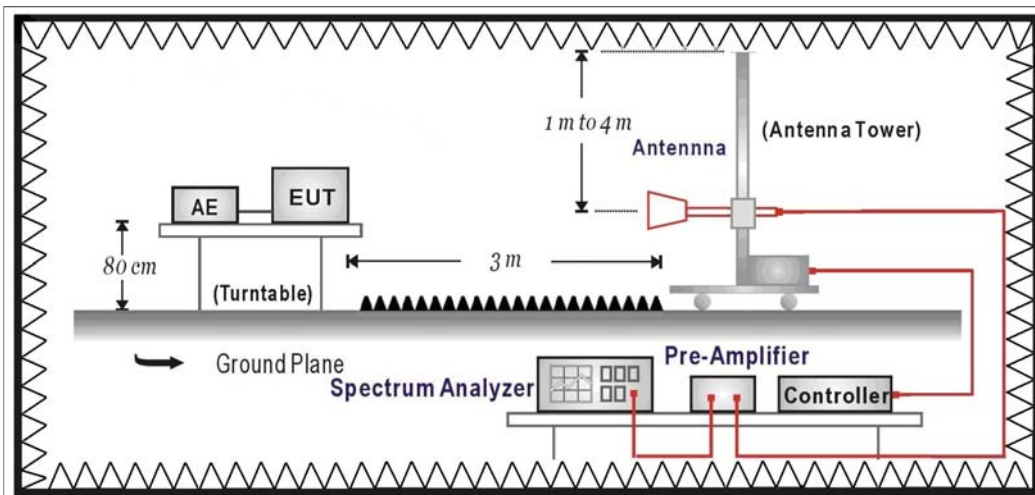 1 m to 4 m
(Antenna Tower)
Antennna
AE
EUT
80 cm
3 m
(Turntable)
Ground Plane
Pre-Amplifier
Spectrum Analyzer
Controller